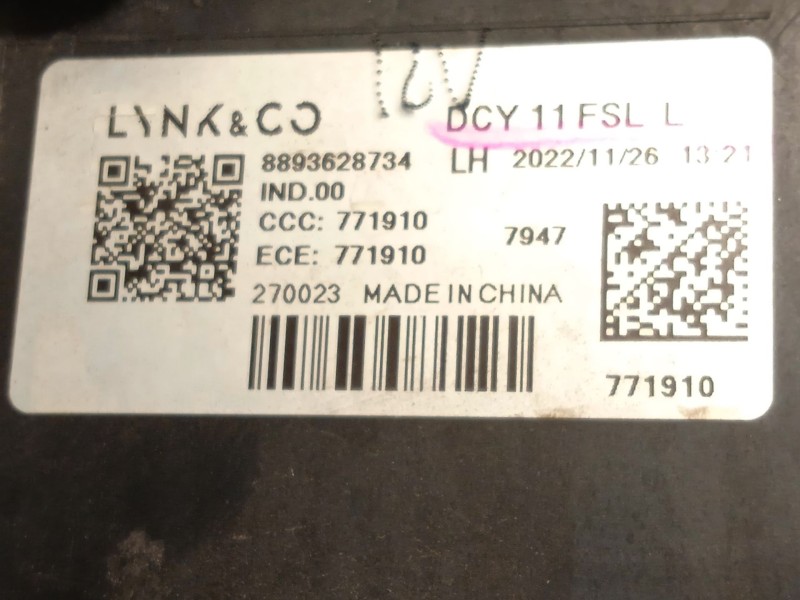 12V
LYNK & CO
DCY 11 FSL L
8893628734
LH 2022/11/26 13:21
IND.00
CCC: 771910
7947
ECE: 771910
270023 MADE IN CHINA
771910